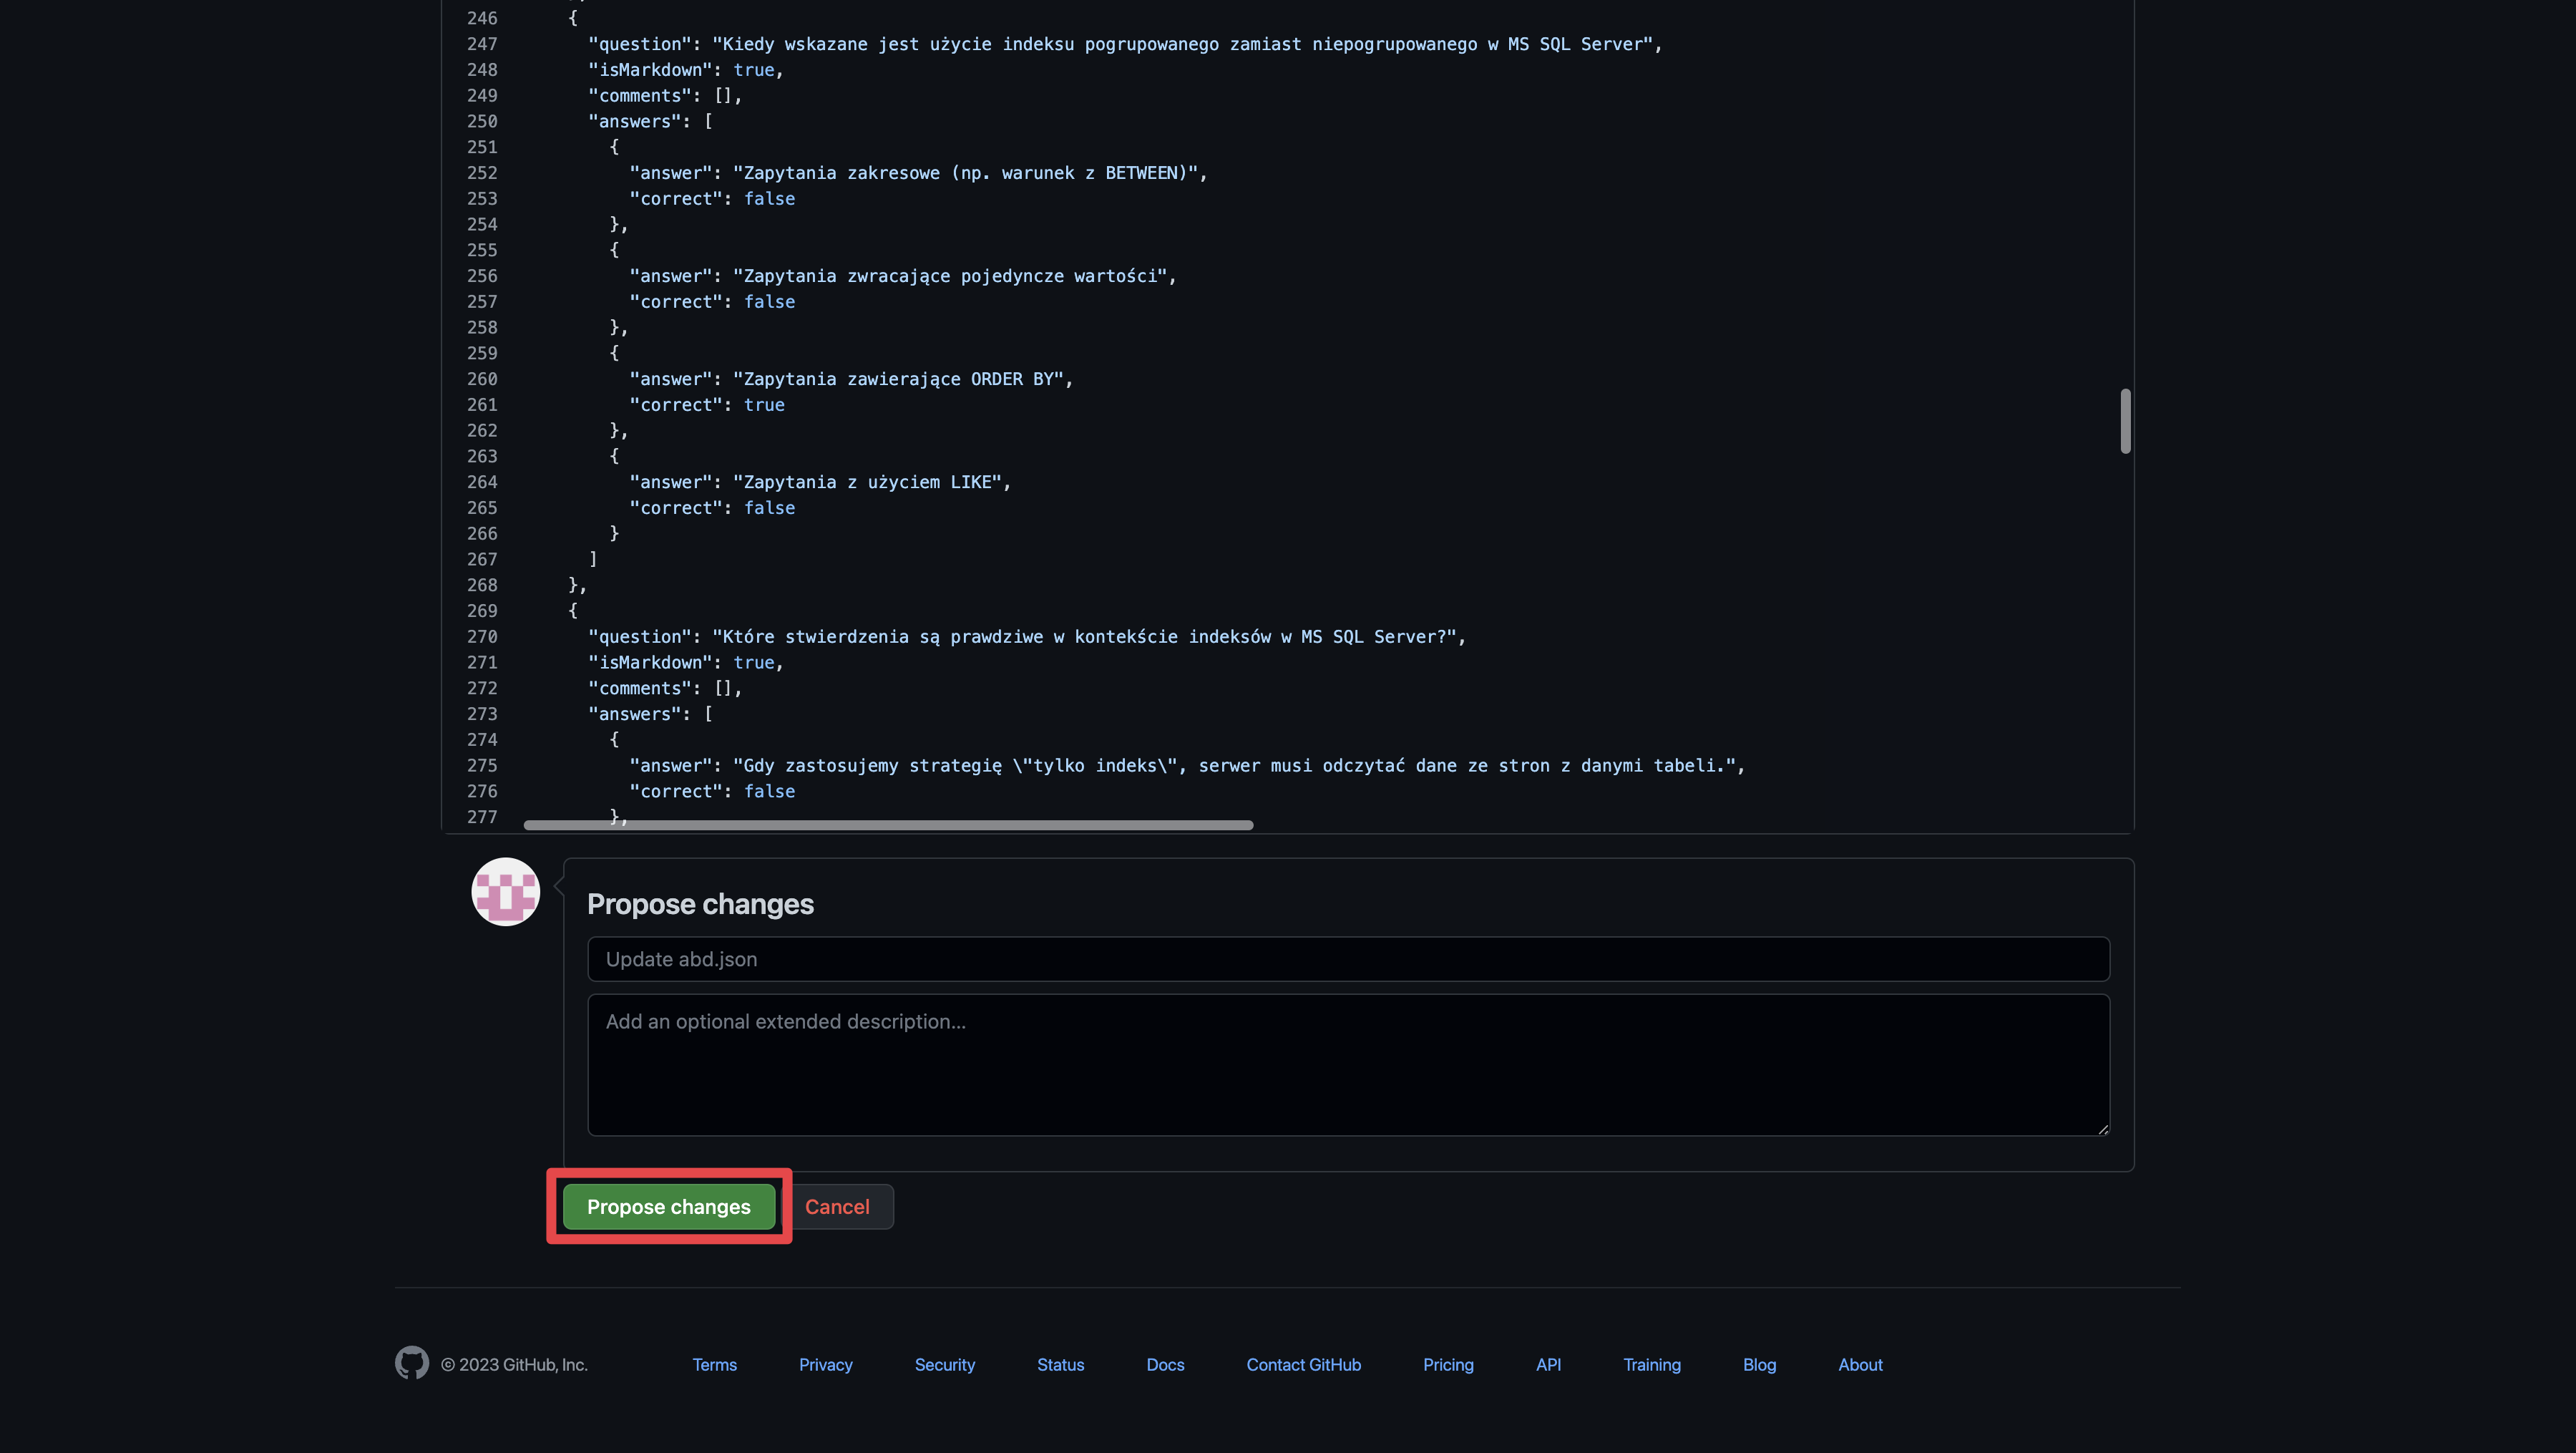 246 {
247 "question": "Kiedy wskazane jest użycie indeksu pogrupowanego zamiast niepogrupowanego w MS SQL Server",
248 "isMarkdown": true,
249 "comments": [],
250 "answers": [
251 {
252 "answer": "Zapytania zakresowe (np. warunek z BETWEEN)",
253 "correct": false
254 },
255 {
256 "answer": "Zapytania zwracające pojedyncze wartości",
257 "correct": false
258 },
259 {
260 "answer": "Zapytania zawierające ORDER BY",
261 "correct": true
262 },
263 {
264 "answer": "Zapytania z użyciem LIKE",
265 "correct": false
266 }
267 ]
268 },
269 {
270 "question": "Które stwierdzenia są prawdziwe w kontekście indeksów w MS SQL Server?",
271 "isMarkdown": true,
272 "comments": [],
273 "answers": [
274 {
275 "answer": "Gdy zastosujemy strategię \"tylko indeks\", serwer musi odczytać dane ze stron z danymi tabeli.",
276 "correct": false
277 },
Propose changes
Update abd.json
Add an optional extended description...
Propose changes Cancel
© 2023 GitHub, Inc. Terms Privacy Security Status Docs Contact GitHub Pricing API Training Blog About